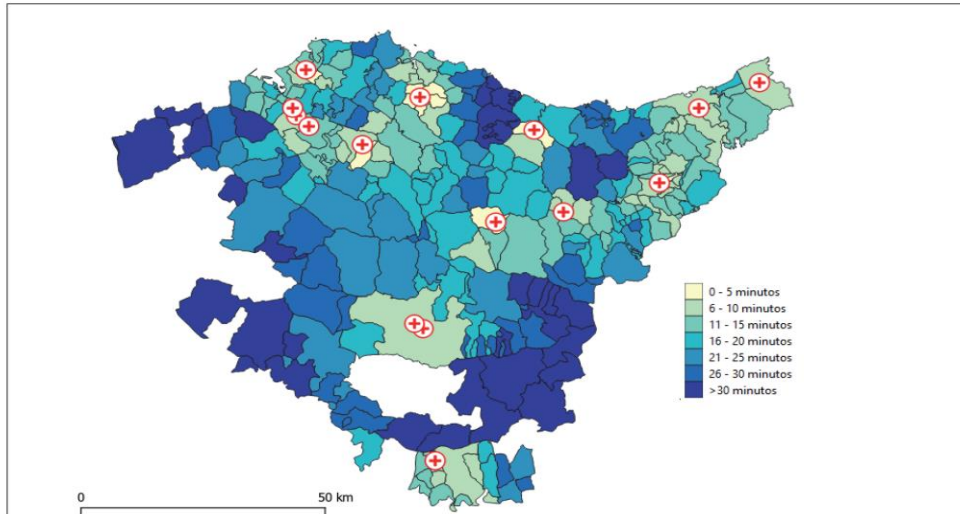 0 - 5 minutos
6 - 10 minutos
11 - 15 minutos
16 - 20 minutos
21 - 25 minutos
26 - 30 minutos
>30 minutos
0 50 km